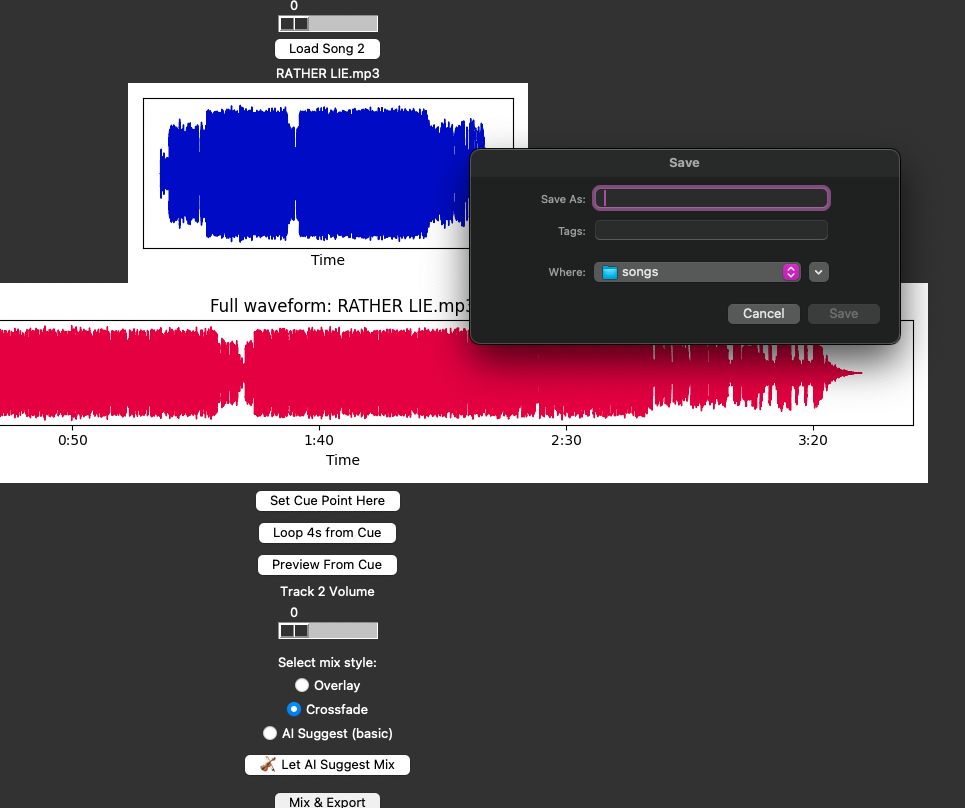 0
Load Song 2
RATHER LIE.mp3
Time
Save
Save As:
Tags:
Where: songs
Cancel Save
Full waveform: RATHER LIE.mp3
0:50 1:40 2:30 3:20
Time
Set Cue Point Here
Loop 4s from Cue
Preview From Cue
Track 2 Volume
0
Select mix style:
Overlay
Crossfade
AI Suggest (basic)
Let AI Suggest Mix
Mix & Export